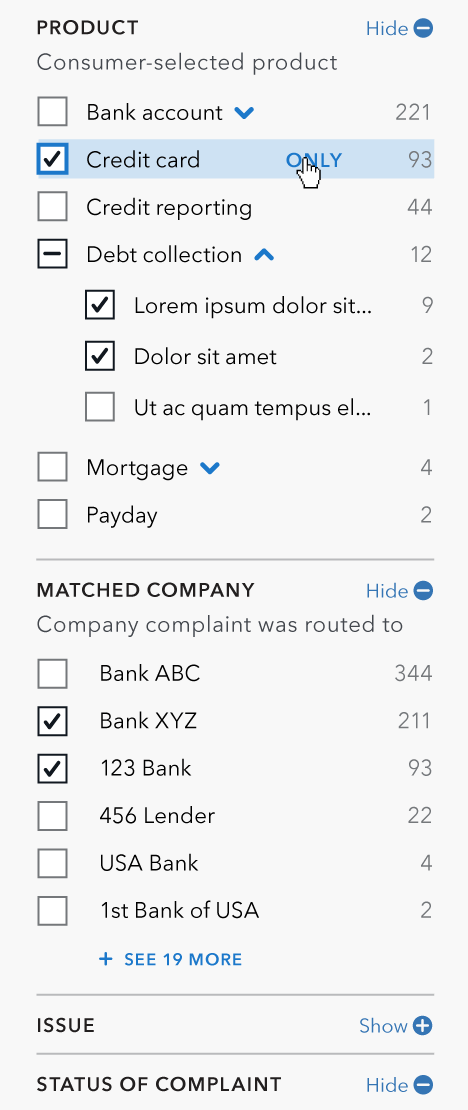 PRODUCT Hide
Consumer-selected product
Bank account 221
Credit card ONLY 93
Credit reporting 44
Debt collection 12
Lorem ipsum dolor sit... 9
Dolor sit amet 2
Ut ac quam tempus el... 1
Mortgage 4
Payday 2
MATCHED COMPANY Hide
Company complaint was routed to
Bank ABC 344
Bank XYZ 211
123 Bank 93
456 Lender 22
USA Bank 4
1st Bank of USA 2
+ SEE 19 MORE
ISSUE Show
STATUS OF COMPLAINT Hide